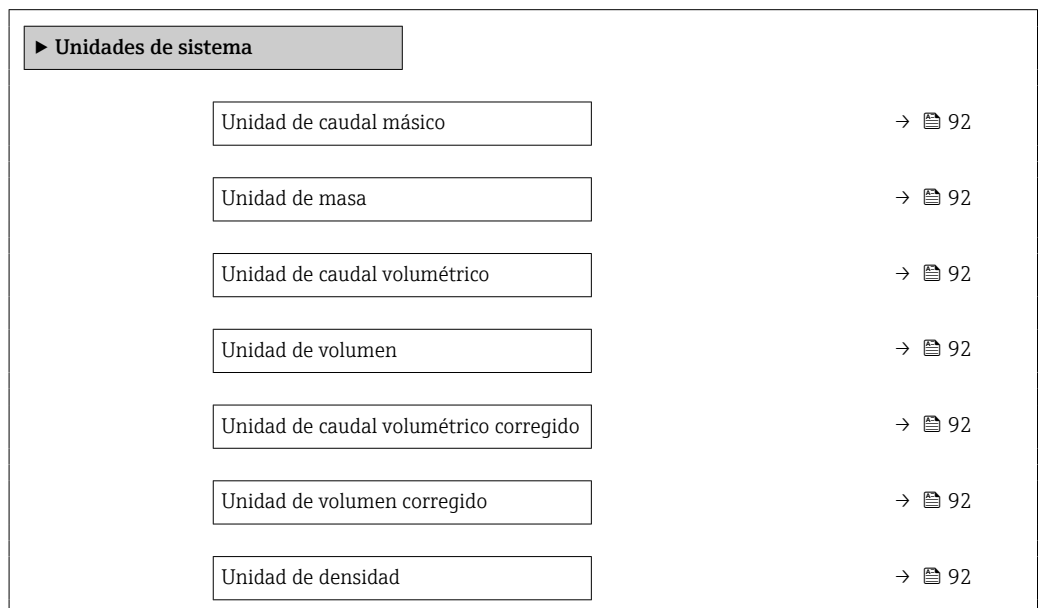 ▶ Unidades de sistema
Unidad de caudal másico → 92
Unidad de masa → 92
Unidad de caudal volumétrico → 92
Unidad de volumen → 92
Unidad de caudal volumétrico corregido → 92
Unidad de volumen corregido → 92
Unidad de densidad → 92